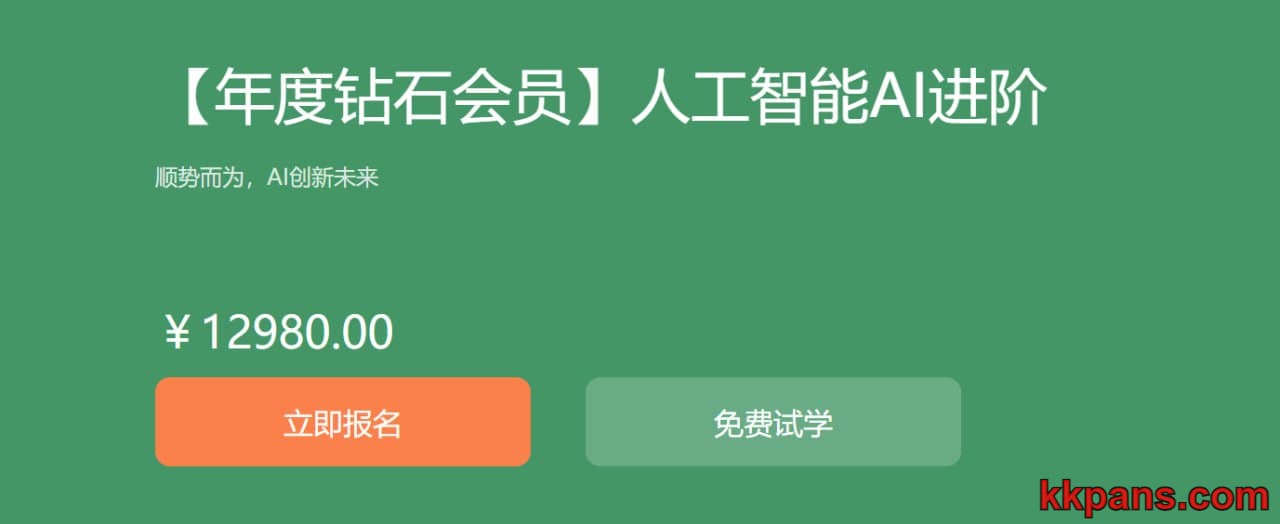 【年度钻石会员】人工智能AI进阶
顺势而为，AI创新未来
￥12980.00
立即报名
免费试学
kkpans.com